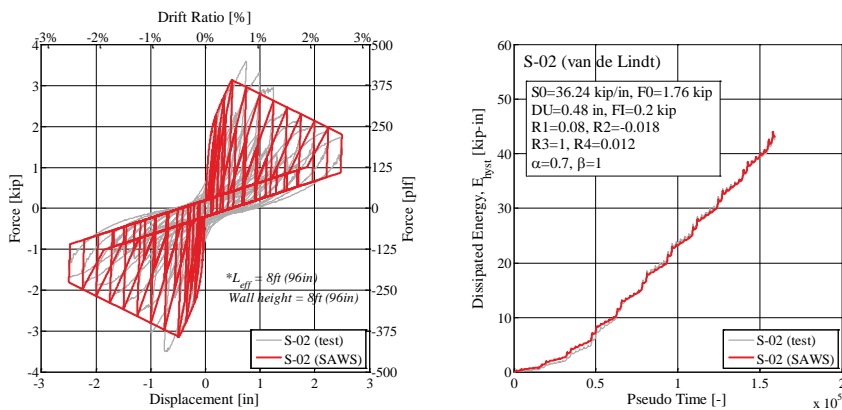 Drift Ratio [%]
-3% -2% -1% 0% 1% 2% 3%
4
3
2
1
0
-1
-2
-3
-4
Force [kip]
500
375
250
125
0
-125
-250
-375
-500
Force [plf]
*L_eff = 8ft (96in)
Wall height = 8ft (96in)
S-02 (test)
S-02 (SAWS)
-3 -2 -1 0 1 2 3
Displacement [in]
60
50
40
30
20
10
0
Dissipated Energy, E_hyst [kip-in]
S-02 (van de Lindt)
S0=36.24 kip/in, F0=1.76 kip
DU=0.48 in, FI=0.2 kip
R1=0.08, R2=-0.018
R3=1, R4=0.012
α=0.7, β=1
S-02 (test)
S-02 (SAWS)
0 0.5 1 1.5 2
x 10^5
Pseudo Time [-]